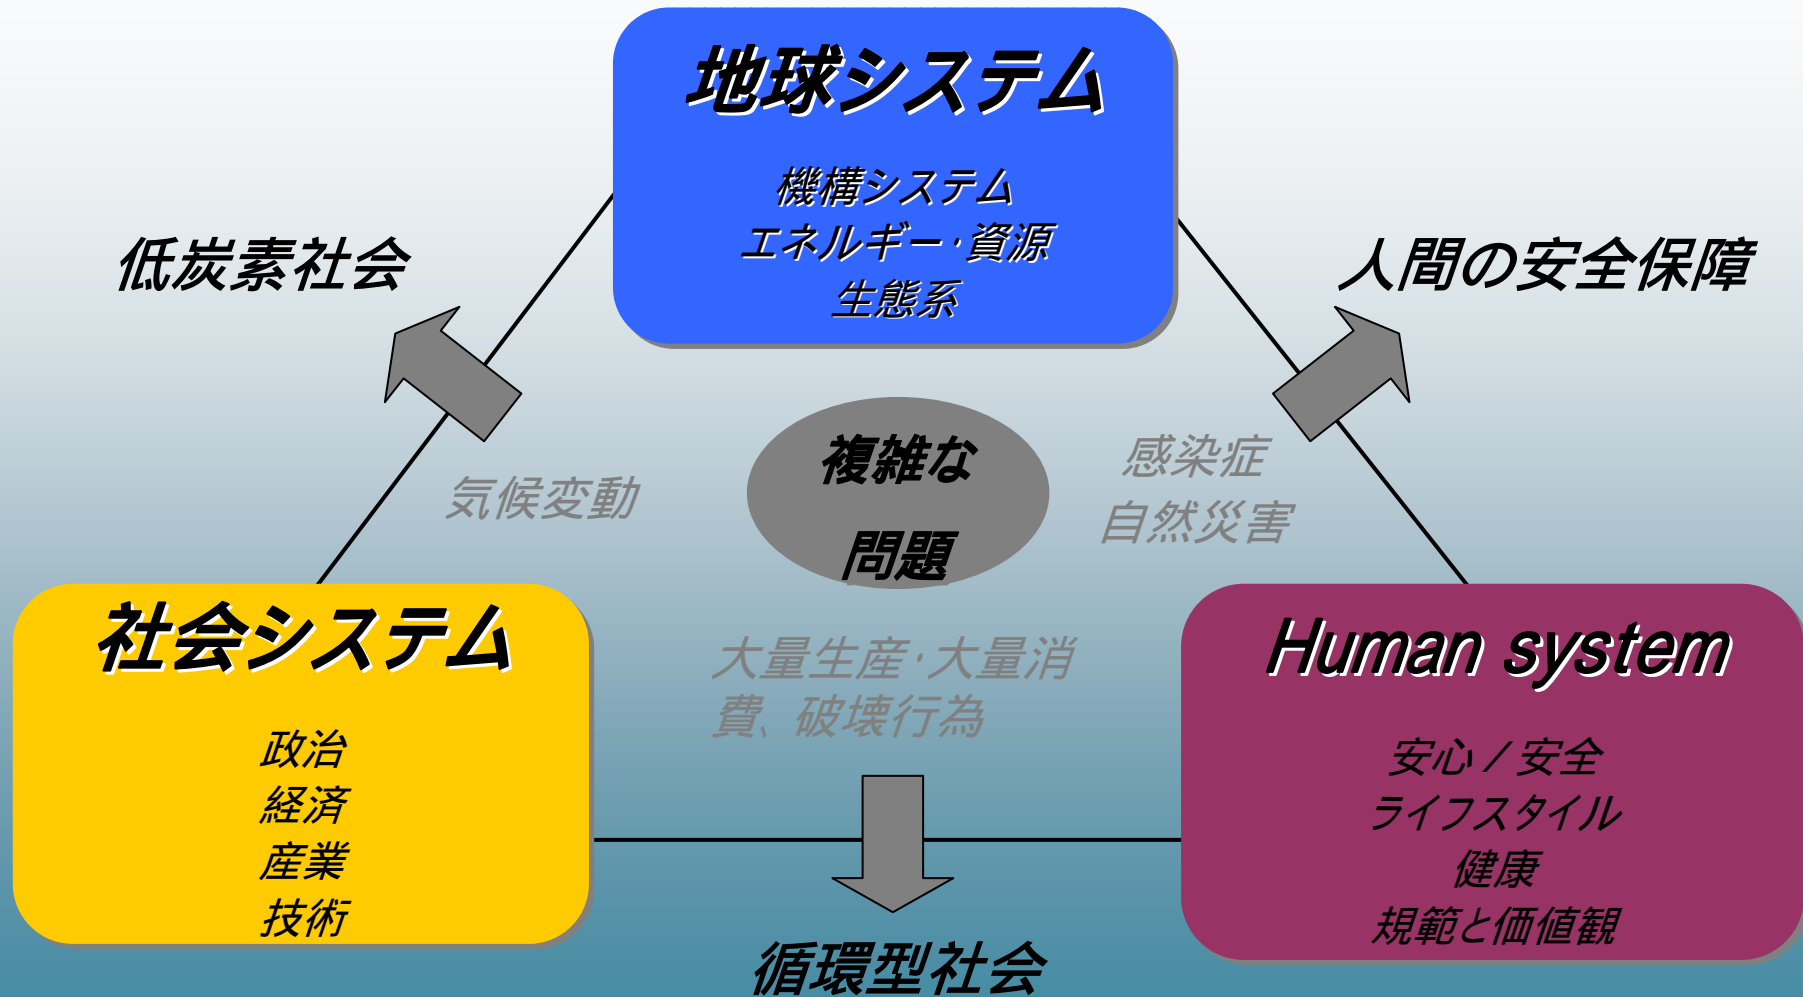 地球システム
機構システム
エネルギー・資源
生態系
低炭素社会
人間の安全保障
複雑な
問題
気候変動
感染症
自然災害
大量生産・大量消
費、破壊行為
社会システム
政治
経済
産業
技術
Human system
安心／安全
ライフスタイル
健康
規範と価値観
循環型社会